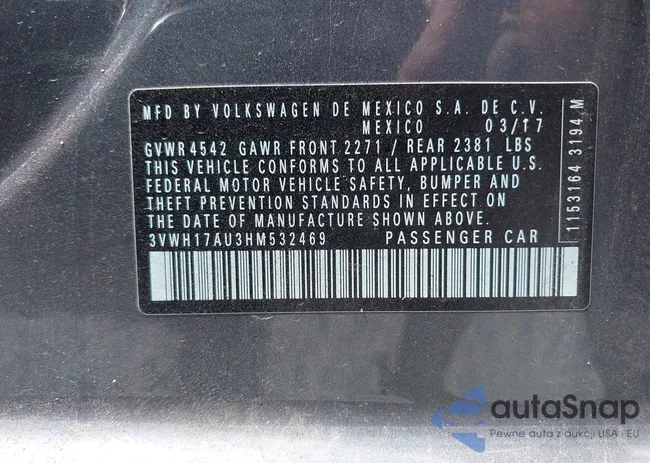 MFD BY VOLKSWAGEN DE MEXICO S.A. DE C.V.
MEXICO 03/17
GVWR 4542 GAWR FRONT 2271 / REAR 2381 LBS
THIS VEHICLE CONFORMS TO ALL APPLICABLE U.S.
FEDERAL MOTOR VEHICLE SAFETY, BUMPER AND
THEFT PREVENTION STANDARDS IN EFFECT ON
THE DATE OF MANUFACTURE SHOWN ABOVE.
3VWH17AU3HM532469 PASSENGER CAR
1153164 3194 M
autaSnap
Pewne auta z aukcji USA i EU